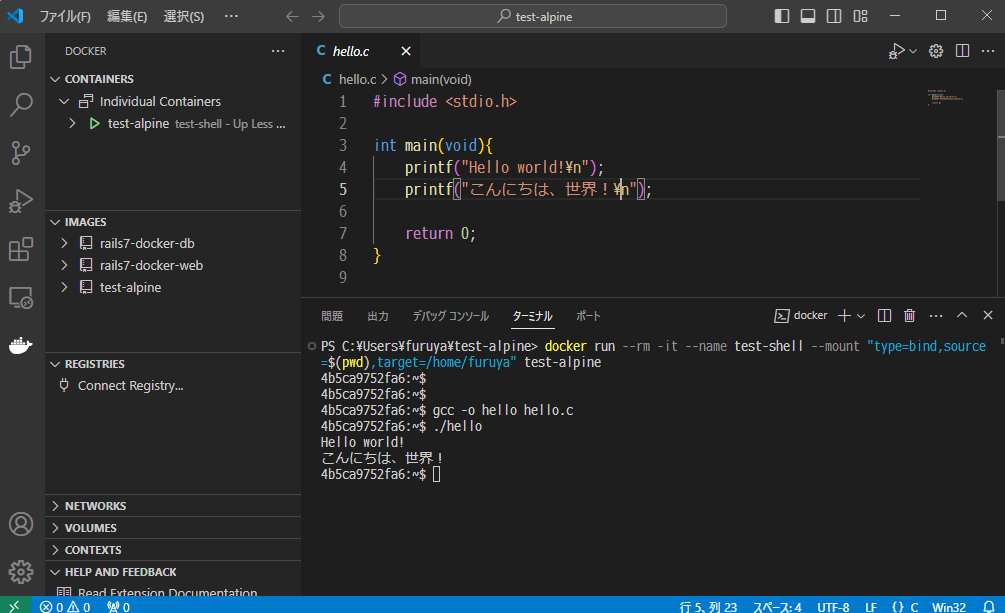 ファイル(F) 編集(E) 選択(S) ··· test-alpine
DOCKER ···
CONTAINERS
Individual Containers
test-alpine test-shell - Up Less ...
IMAGES
rails7-docker-db
rails7-docker-web
test-alpine
REGISTRIES
Connect Registry...
NETWORKS
VOLUMES
CONTEXTS
HELP AND FEEDBACK
Read Extension Documentation
C hello.c
C hello.c > main(void)
1 #include <stdio.h>
2
3 int main(void){
4 printf("Hello world!¥n");
5 printf("こんにちは、世界！¥n");
6
7 return 0;
8 }
9
問題 出力 デバッグ コンソール ターミナル ポート docker
PS C:¥Users¥furuya¥test-alpine> docker run --rm -it --name test-shell --mount "type=bind,source
=$(pwd),target=/home/furuya" test-alpine
4b5ca9752fa6:~$
4b5ca9752fa6:~$
4b5ca9752fa6:~$ gcc -o hello hello.c
4b5ca9752fa6:~$ ./hello
Hello world!
こんにちは、世界！
4b5ca9752fa6:~$
0 0 0 行 5、列 23 スペース: 4 UTF-8 LF {} C Win32